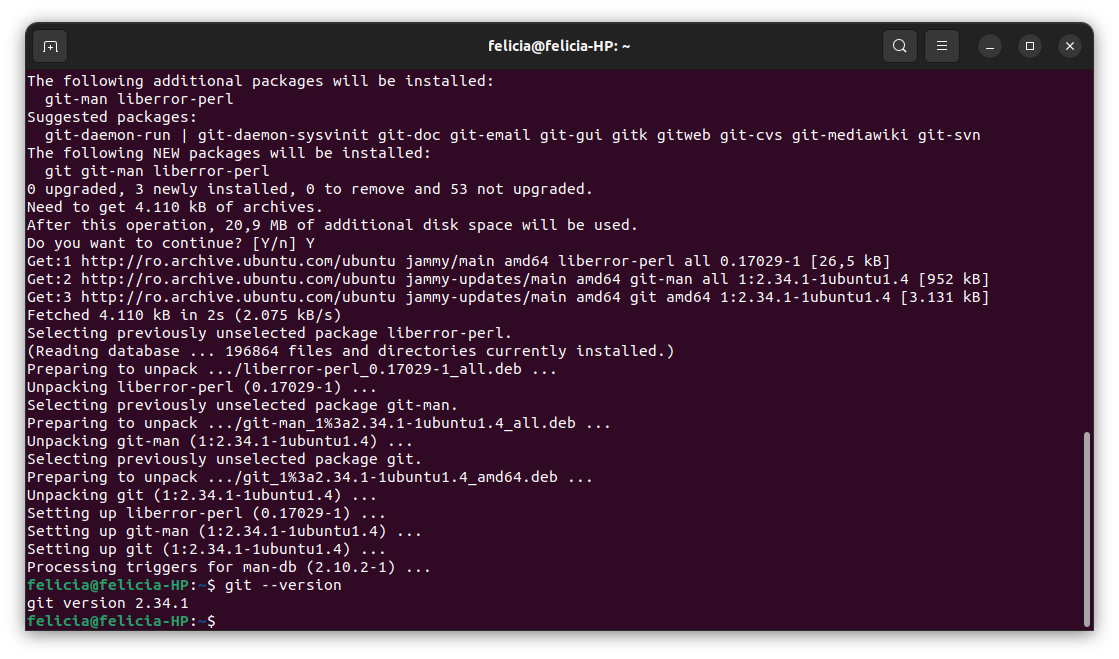 felicia@felicia-HP: ~
The following additional packages will be installed:
  git-man liberror-perl
Suggested packages:
  git-daemon-run | git-daemon-sysvinit git-doc git-email git-gui gitk gitweb git-cvs git-mediawiki git-svn
The following NEW packages will be installed:
  git git-man liberror-perl
0 upgraded, 3 newly installed, 0 to remove and 53 not upgraded.
Need to get 4.110 kB of archives.
After this operation, 20,9 MB of additional disk space will be used.
Do you want to continue? [Y/n] Y
Get:1 http://ro.archive.ubuntu.com/ubuntu jammy/main amd64 liberror-perl all 0.17029-1 [26,5 kB]
Get:2 http://ro.archive.ubuntu.com/ubuntu jammy-updates/main amd64 git-man all 1:2.34.1-1ubuntu1.4 [952 kB]
Get:3 http://ro.archive.ubuntu.com/ubuntu jammy-updates/main amd64 git amd64 1:2.34.1-1ubuntu1.4 [3.131 kB]
Fetched 4.110 kB in 2s (2.075 kB/s)
Selecting previously unselected package liberror-perl.
(Reading database ... 196864 files and directories currently installed.)
Preparing to unpack .../liberror-perl_0.17029-1_all.deb ...
Unpacking liberror-perl (0.17029-1) ...
Selecting previously unselected package git-man.
Preparing to unpack .../git-man_1%3a2.34.1-1ubuntu1.4_all.deb ...
Unpacking git-man (1:2.34.1-1ubuntu1.4) ...
Selecting previously unselected package git.
Preparing to unpack .../git_1%3a2.34.1-1ubuntu1.4_amd64.deb ...
Unpacking git (1:2.34.1-1ubuntu1.4) ...
Setting up liberror-perl (0.17029-1) ...
Setting up git-man (1:2.34.1-1ubuntu1.4) ...
Setting up git (1:2.34.1-1ubuntu1.4) ...
Processing triggers for man-db (2.10.2-1) ...
felicia@felicia-HP:~$ git --version
git version 2.34.1
felicia@felicia-HP:~$